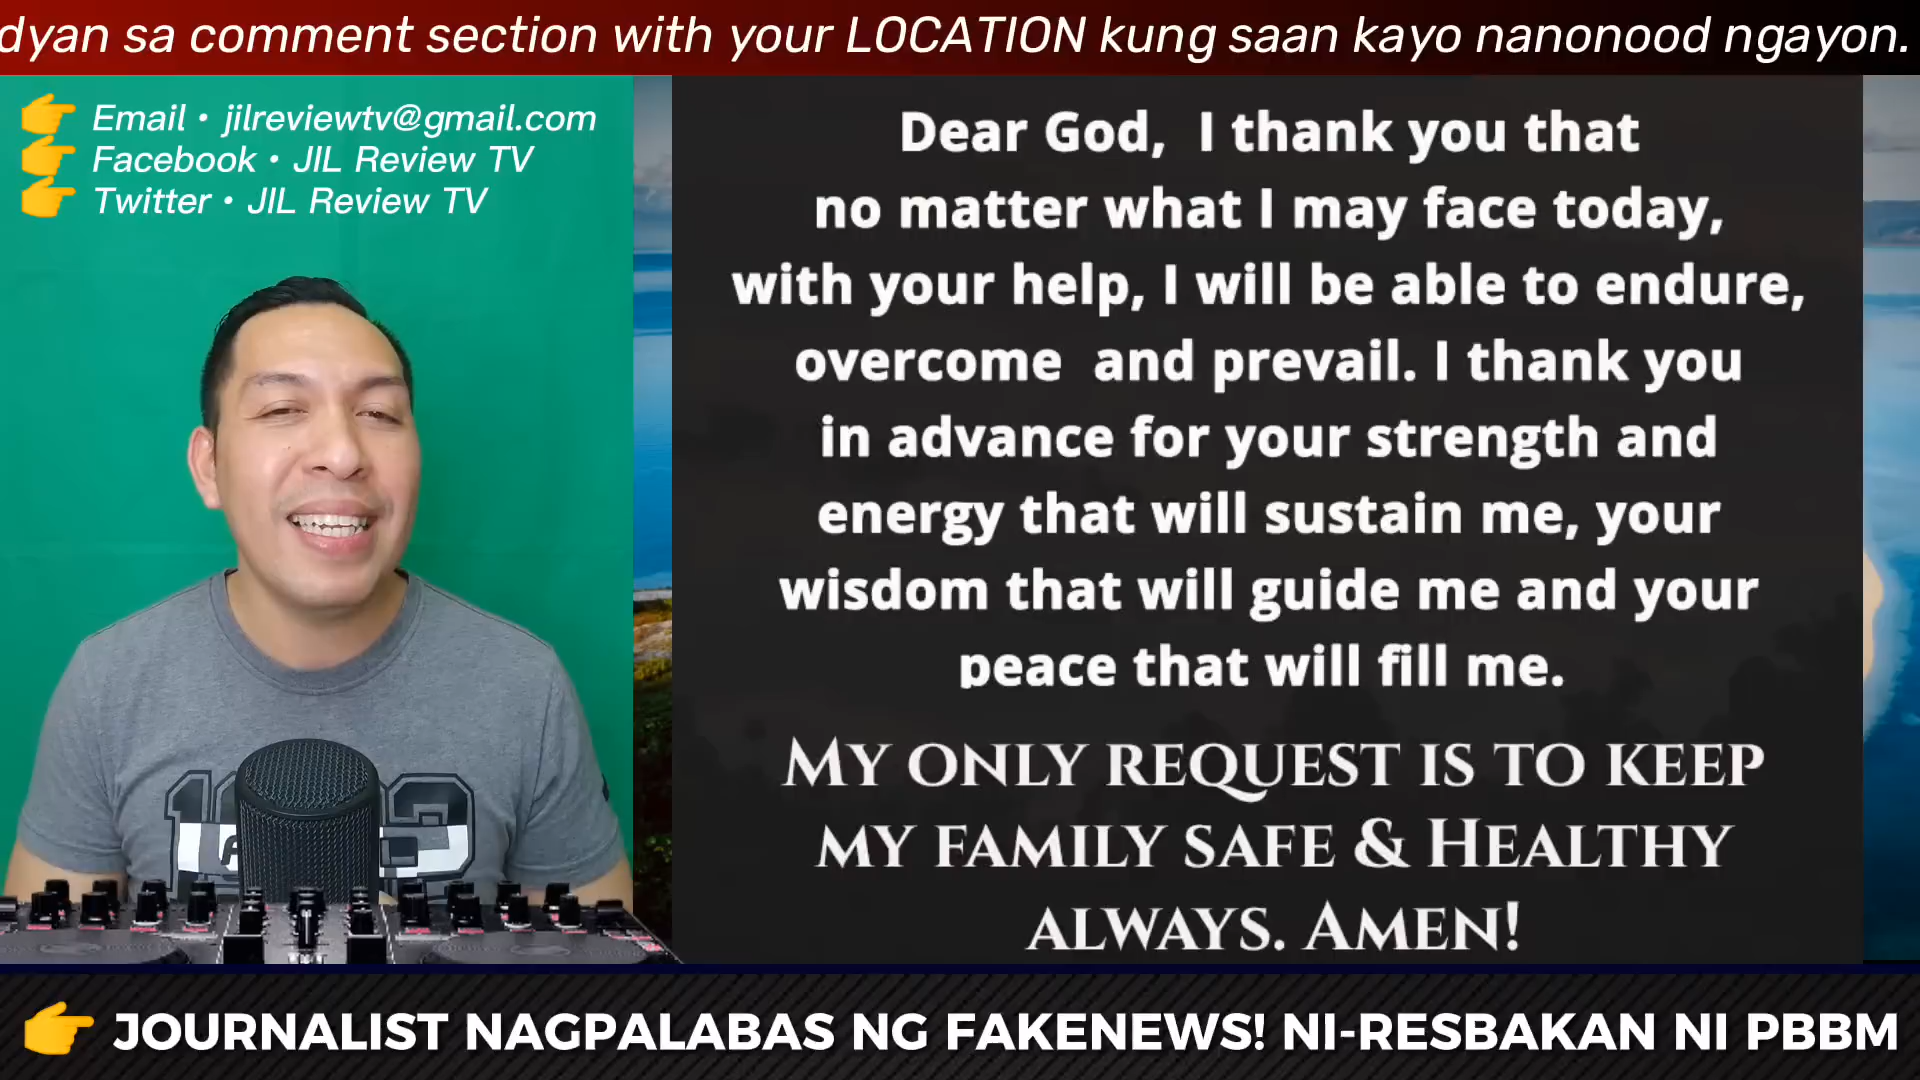 dyan sa comment section with your LOCATION kung saan kayo nanonood ngayon.
Email • jilreviewtv@gmail.com
Facebook • JIL Review TV
Twitter • JIL Review TV
Dear God, I thank you that
no matter what I may face today,
with your help, I will be able to endure,
overcome and prevail. I thank you
in advance for your strength and
energy that will sustain me, your
wisdom that will guide me and your
peace that will fill me.
MY ONLY REQUEST IS TO KEEP
MY FAMILY SAFE & HEALTHY
ALWAYS. AMEN!
JOURNALIST NAGPALABAS NG FAKENEWS! NI-RESBAKAN NI PBBM